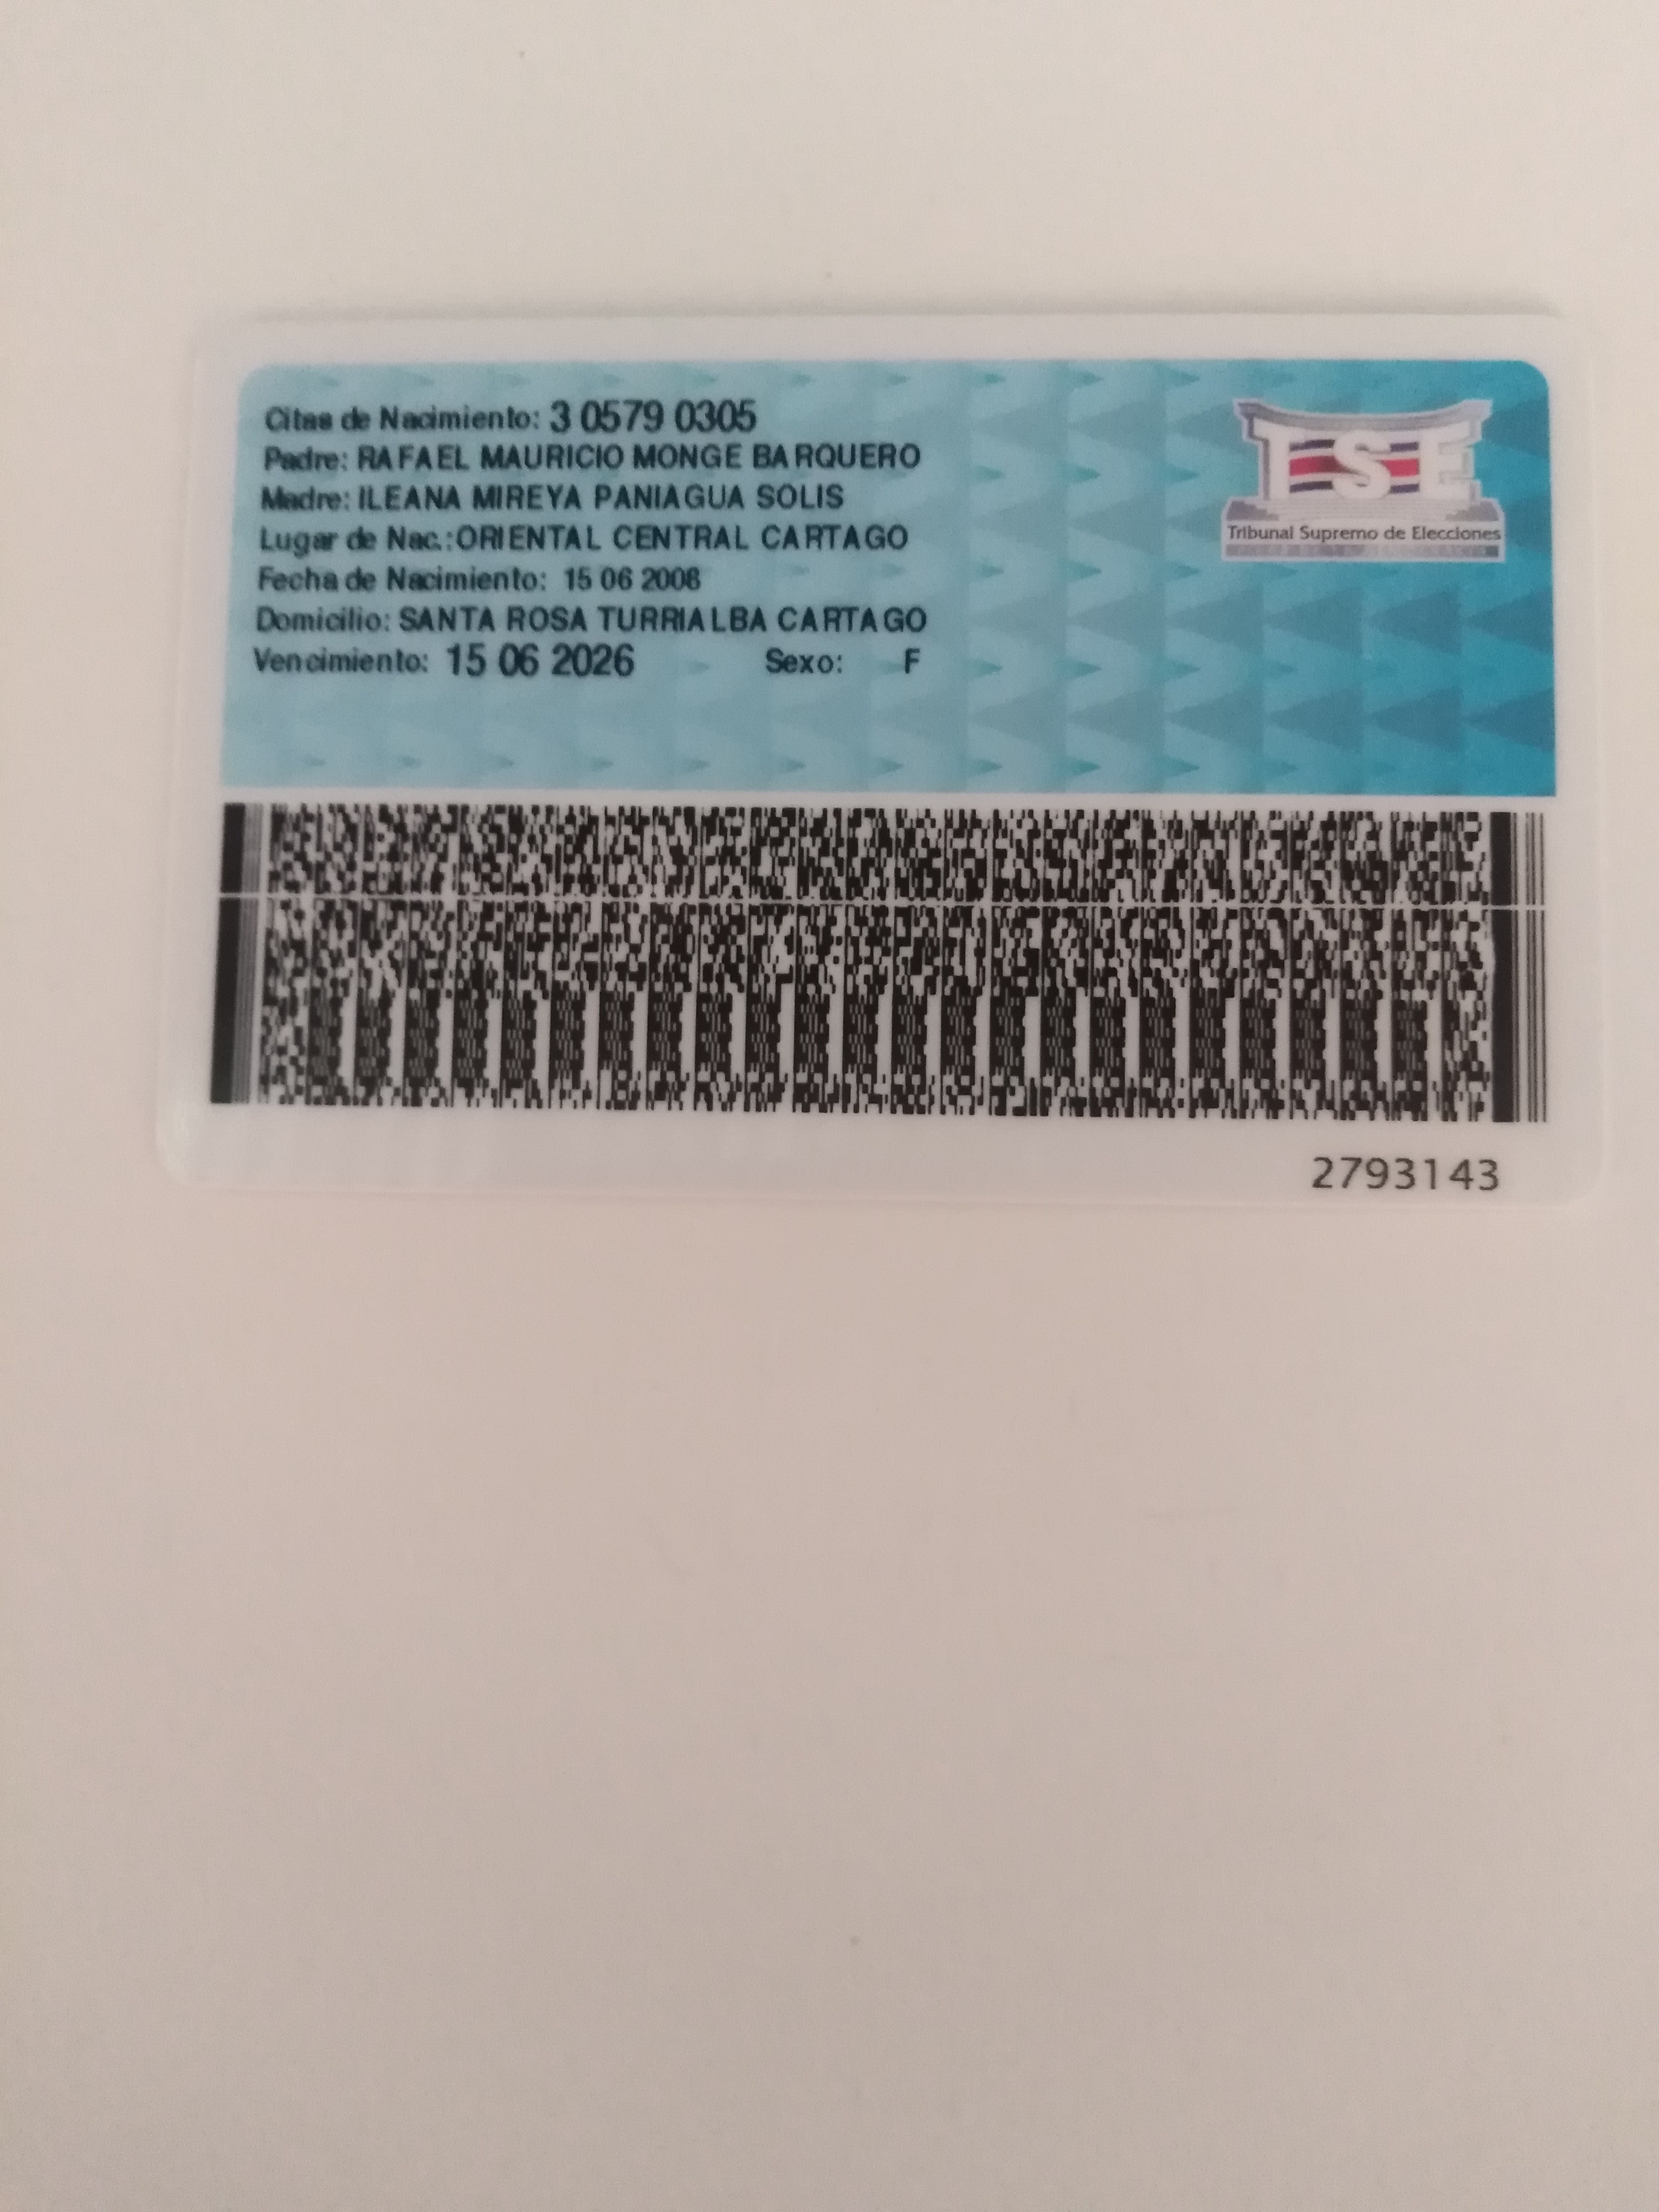 Citas de Nacimiento: 3 0579 0305
Padre: RAFAEL MAURICIO MONGE BARQUERO
Madre: ILEANA MIREYA PANIAGUA SOLIS
Lugar de Nac.: ORIENTAL CENTRAL CARTAGO
Fecha de Nacimiento: 15 06 2008
Domicilio: SANTA ROSA TURRIALBA CARTAGO
Vencimiento: 15 06 2026 Sexo: F
TSE
Tribunal Supremo de Elecciones
2793143